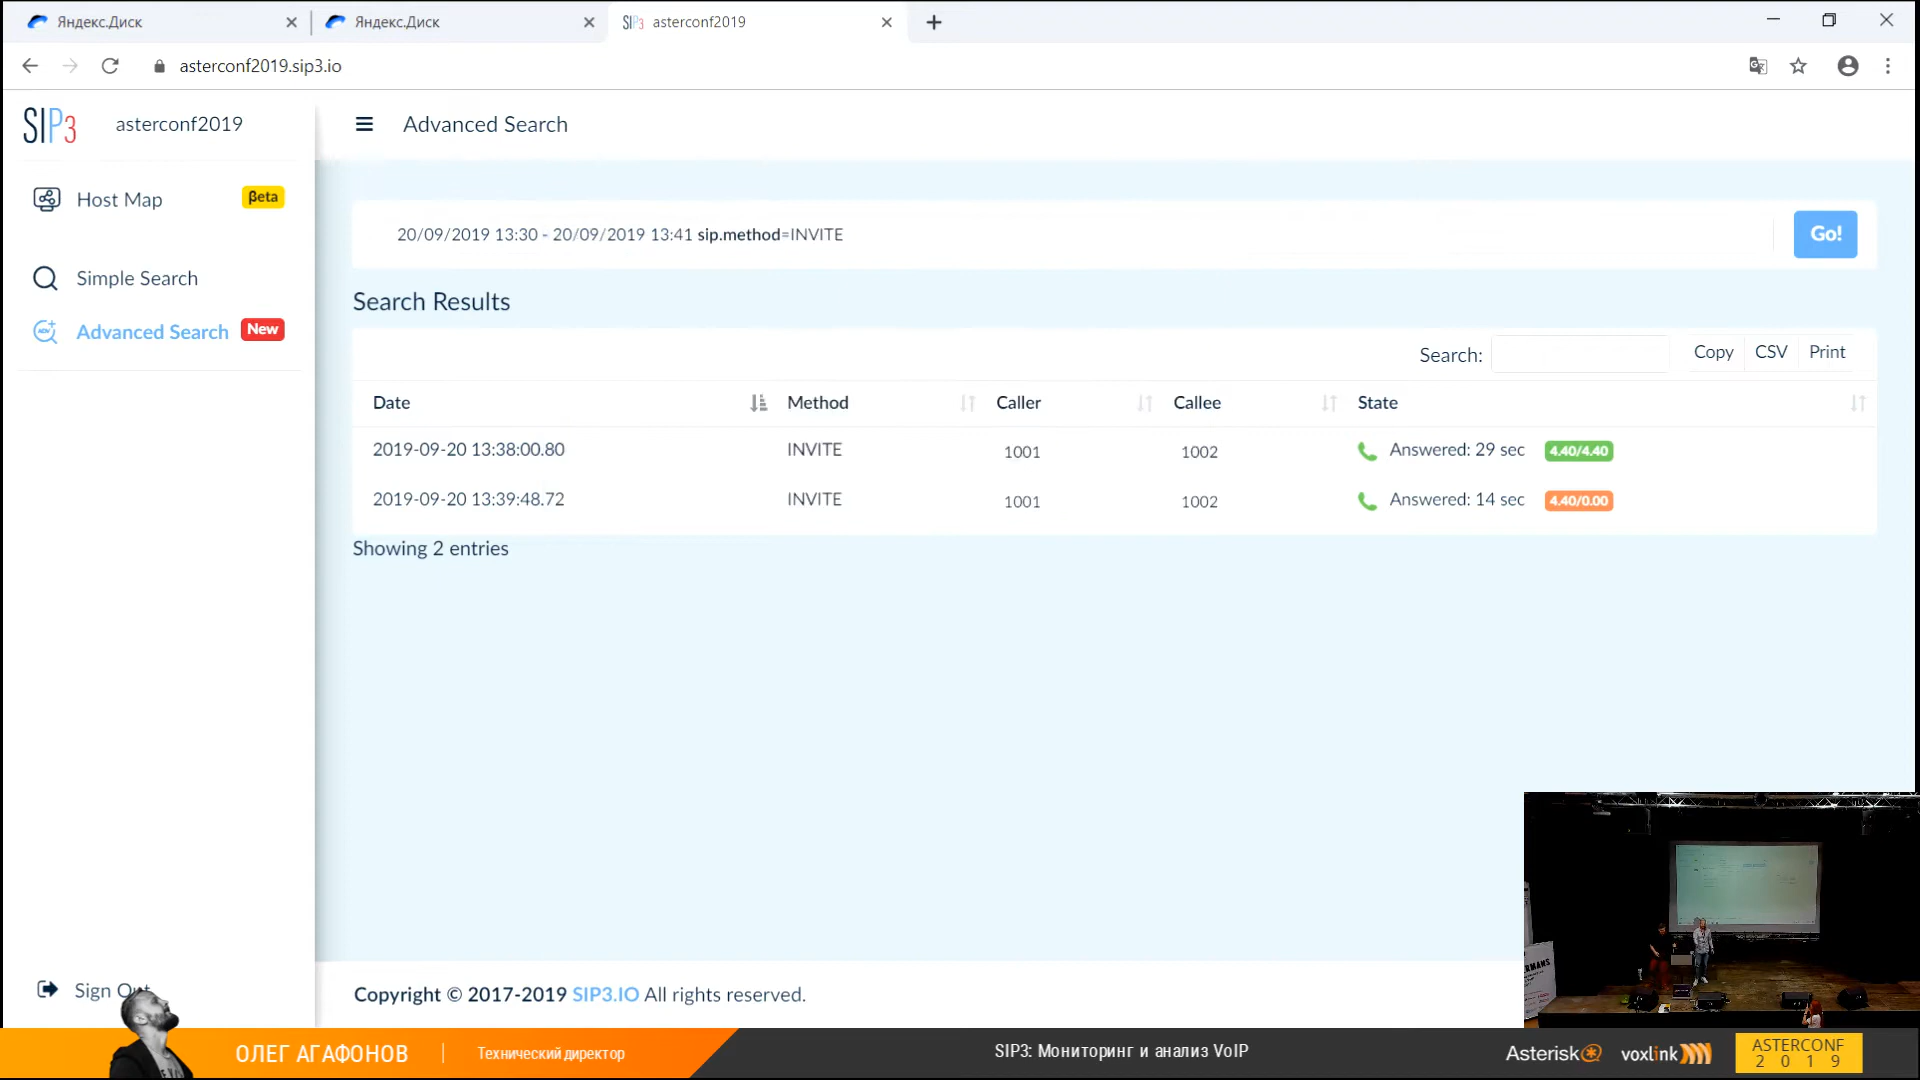 Яндекс.Диск
Яндекс.Диск
SIP3 asterconf2019
asterconf2019.sip3.io
SIP3 asterconf2019
Advanced Search
Host Map βeta
Simple Search
Advanced Search New
20/09/2019 13:30 - 20/09/2019 13:41 sip.method=INVITE
Go!
Search Results
Search:
Copy CSV Print
Date Method Caller Callee State
2019-09-20 13:38:00.80 INVITE 1001 1002 Answered: 29 sec 4.40/4.40
2019-09-20 13:39:48.72 INVITE 1001 1002 Answered: 14 sec 4.40/0.00
Showing 2 entries
Sign Out
Copyright © 2017-2019 SIP3.IO All rights reserved.
ОЛЕГ АГАФОНОВ
Технический директор
SIP3: Мониторинг и анализ VoIP
Asterisk
voxlink
ASTERCONF
2 0 1 9